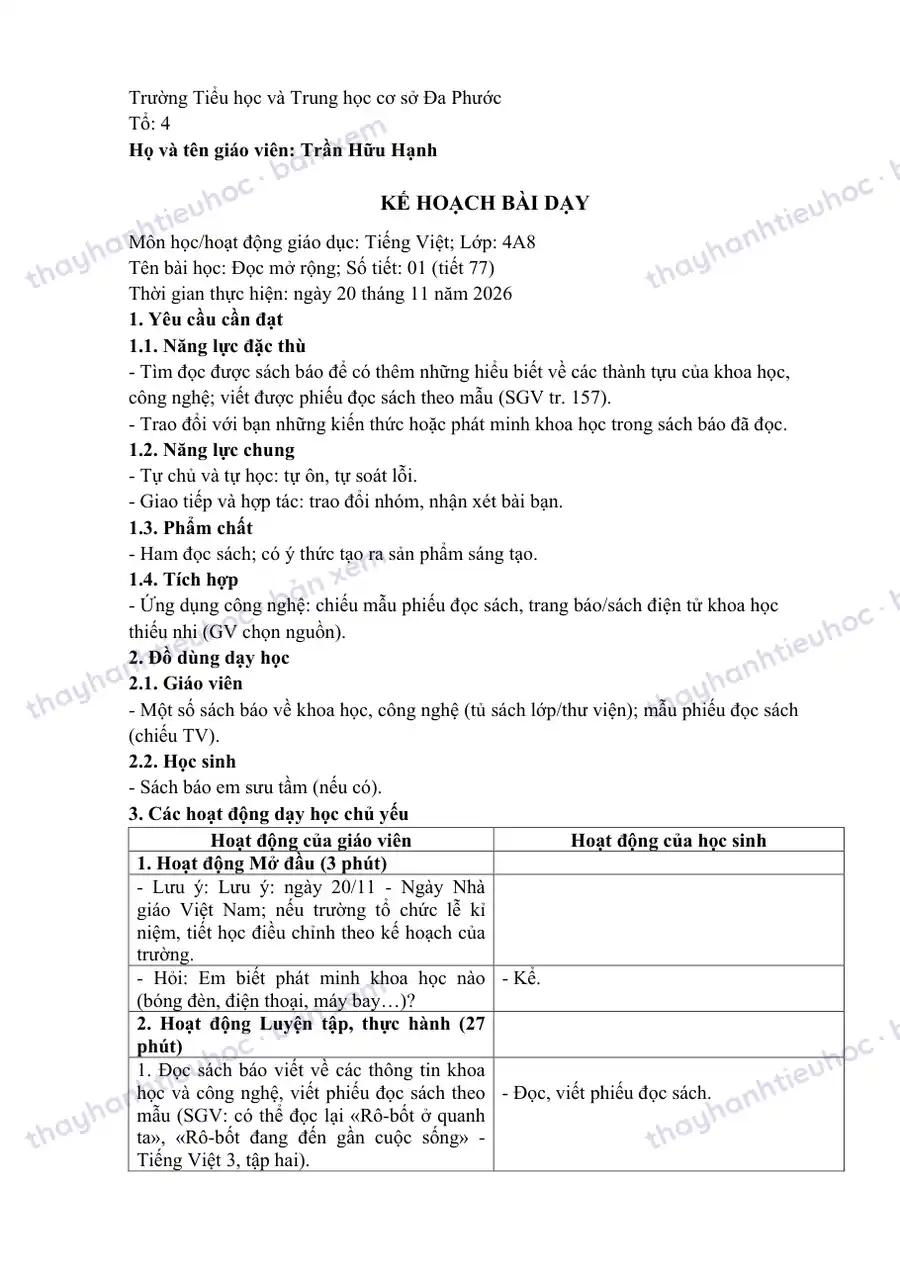 Trường Tiểu học và Trung học cơ sở Đa Phước
Tổ: 4
Họ và tên giáo viên: Trần Hữu Hạnh
KẾ HOẠCH BÀI DẠY
Môn học/hoạt động giáo dục: Tiếng Việt; Lớp: 4A8
Tên bài học: Đọc mở rộng; Số tiết: 01 (tiết 77)
Thời gian thực hiện: ngày 20 tháng 11 năm 2026
1. Yêu cầu cần đạt
1.1. Năng lực đặc thù
- Tìm đọc được sách báo để có thêm những hiểu biết về các thành tựu của khoa học,
công nghệ; viết được phiếu đọc sách theo mẫu (SGV tr. 157).
- Trao đổi với bạn những kiến thức hoặc phát minh khoa học trong sách báo đã đọc.
1.2. Năng lực chung
- Tự chủ và tự học: tự ôn, tự soát lỗi.
- Giao tiếp và hợp tác: trao đổi nhóm, nhận xét bài bạn.
1.3. Phẩm chất
- Ham đọc sách; có ý thức tạo ra sản phẩm sáng tạo.
1.4. Tích hợp
- Ứng dụng công nghệ: chiếu mẫu phiếu đọc sách, trang báo/sách điện tử khoa học
thiếu nhi (GV chọn nguồn).
2. Đồ dùng dạy học
2.1. Giáo viên
- Một số sách báo về khoa học, công nghệ (tủ sách lớp/thư viện); mẫu phiếu đọc sách
(chiếu TV).
2.2. Học sinh
- Sách báo em sưu tầm (nếu có).
3. Các hoạt động dạy học chủ yếu
Hoạt động của giáo viên
Hoạt động của học sinh
1. Hoạt động Mở đầu (3 phút)
- Lưu ý: Lưu ý: ngày 20/11 - Ngày Nhà
giáo Việt Nam; nếu trường tổ chức lễ kỉ
niệm, tiết học điều chỉnh theo kế hoạch của
trường.
- Hỏi: Em biết phát minh khoa học nào
(bóng đèn, điện thoại, máy bay…)?
- Kể.
2. Hoạt động Luyện tập, thực hành (27
phút)
1. Đọc sách báo viết về các thông tin khoa
học và công nghệ, viết phiếu đọc sách theo
mẫu (SGV: có thể đọc lại «Rô-bốt ở quanh
ta», «Rô-bốt đang đến gần cuộc sống» -
Tiếng Việt 3, tập hai).
- Đọc, viết phiếu đọc sách.
thayhanhtieuhoc · bản xem
thayhanhtieuhoc · b
thayhanhtieuhoc · bản xem
thayhanhtieuhoc · b
thayhanhtieuhoc · bản xem
thayhanhtieuhoc · b